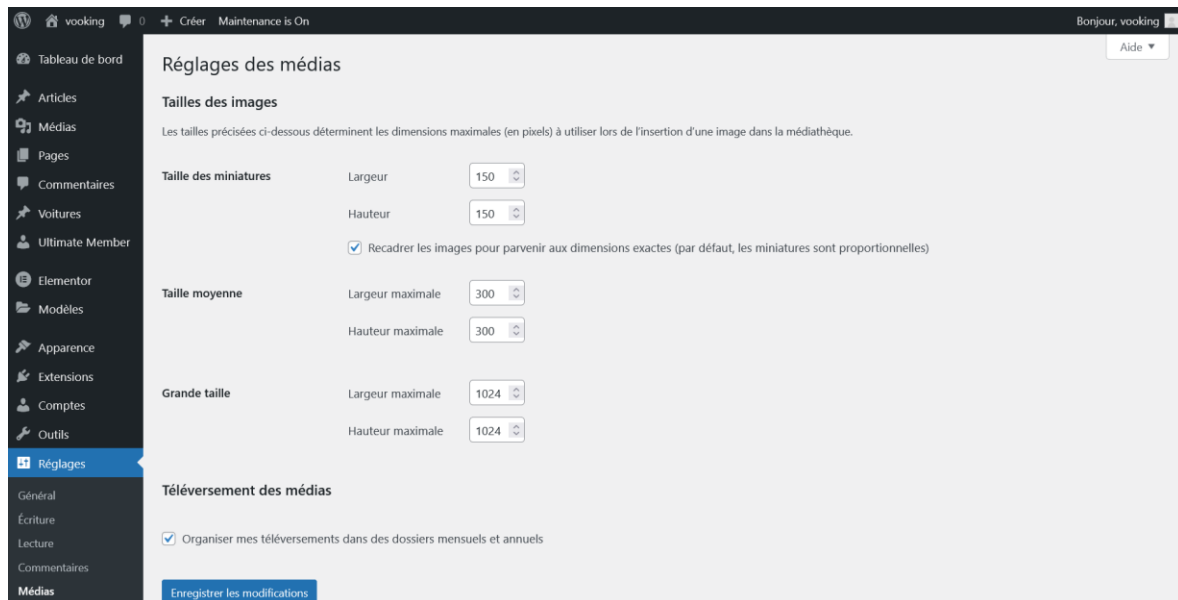 vooking 0 Créer Maintenance is On Bonjour, vooking
Aide
Tableau de bord
Articles
Médias
Pages
Commentaires
Voitures
Ultimate Member
Elementor
Modèles
Apparence
Extensions
Comptes
Outils
Réglages
Général
Écriture
Lecture
Commentaires
Médias
Réglages des médias
Tailles des images
Les tailles précisées ci-dessous déterminent les dimensions maximales (en pixels) à utiliser lors de l’insertion d’une image dans la médiathèque.
Taille des miniatures Largeur 150
Hauteur 150
Recadrer les images pour parvenir aux dimensions exactes (par défaut, les miniatures sont proportionnelles)
Taille moyenne Largeur maximale 300
Hauteur maximale 300
Grande taille Largeur maximale 1024
Hauteur maximale 1024
Téléversement des médias
Organiser mes téléversements dans des dossiers mensuels et annuels
Enregistrer les modifications